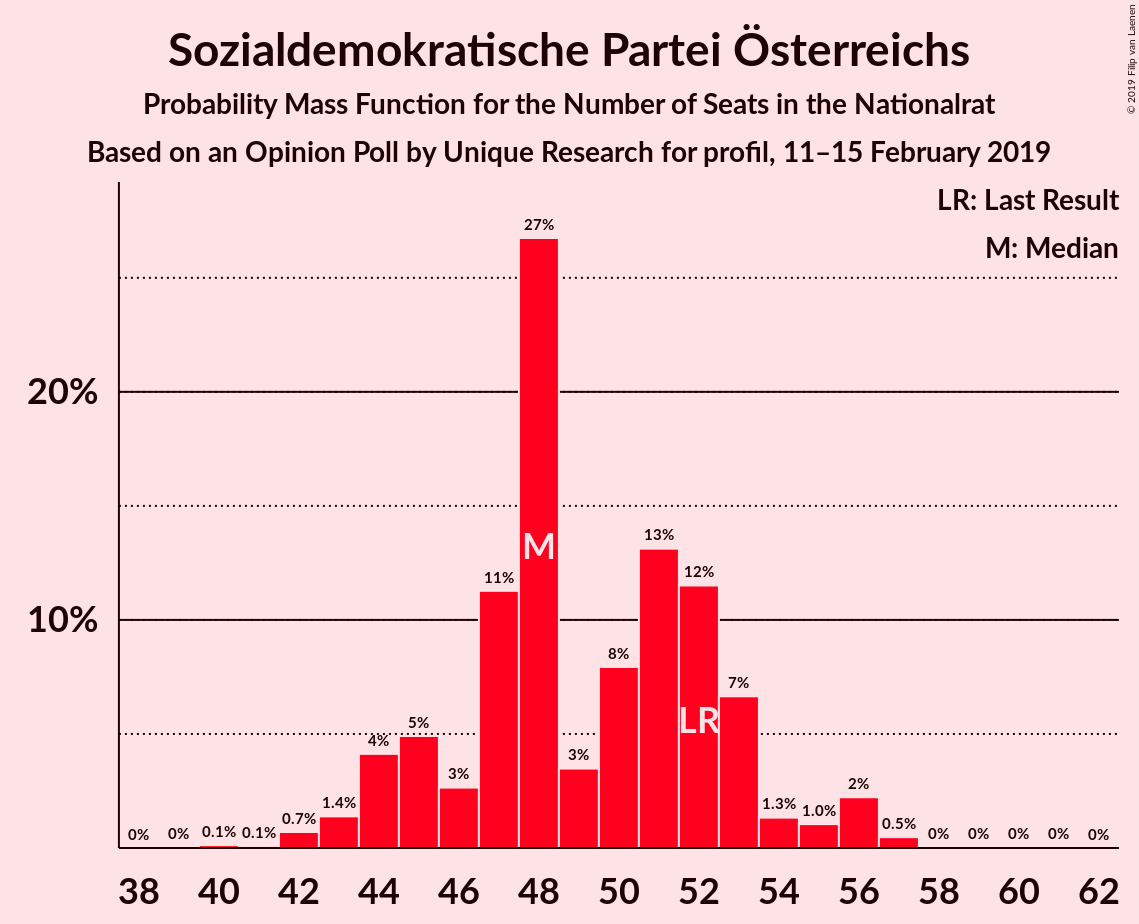 Sozialdemokratische Partei Österreichs
Probability Mass Function for the Number of Seats in the Nationalrat
Based on an Opinion Poll by Unique Research for profil, 11–15 February 2019
© 2019 Filip van Laenen
LR: Last Result
M: Median
20%
10%
0% 0% 0.1% 0.1% 0.7% 1.4% 4% 5% 3% 11% 27% 3% 8% 13% 12% 7% 1.3% 1.0% 2% 0.5% 0% 0% 0% 0% 0%
M
LR
38 40 42 44 46 48 50 52 54 56 58 60 62